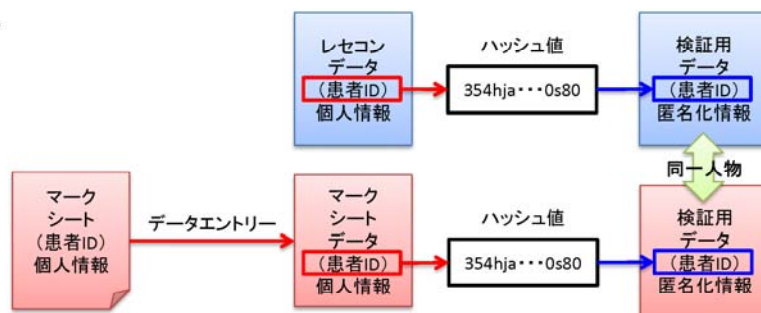 レセコン
データ
（患者ID）
個人情報
ハッシュ値
354hja・・・0s80
検証用
データ
（患者ID）
匿名化情報
同一人物
マーク
シート
（患者ID）
個人情報
データエントリー
マーク
シート
データ
（患者ID）
個人情報
ハッシュ値
354hja・・・0s80
検証用
データ
（患者ID）
匿名化情報